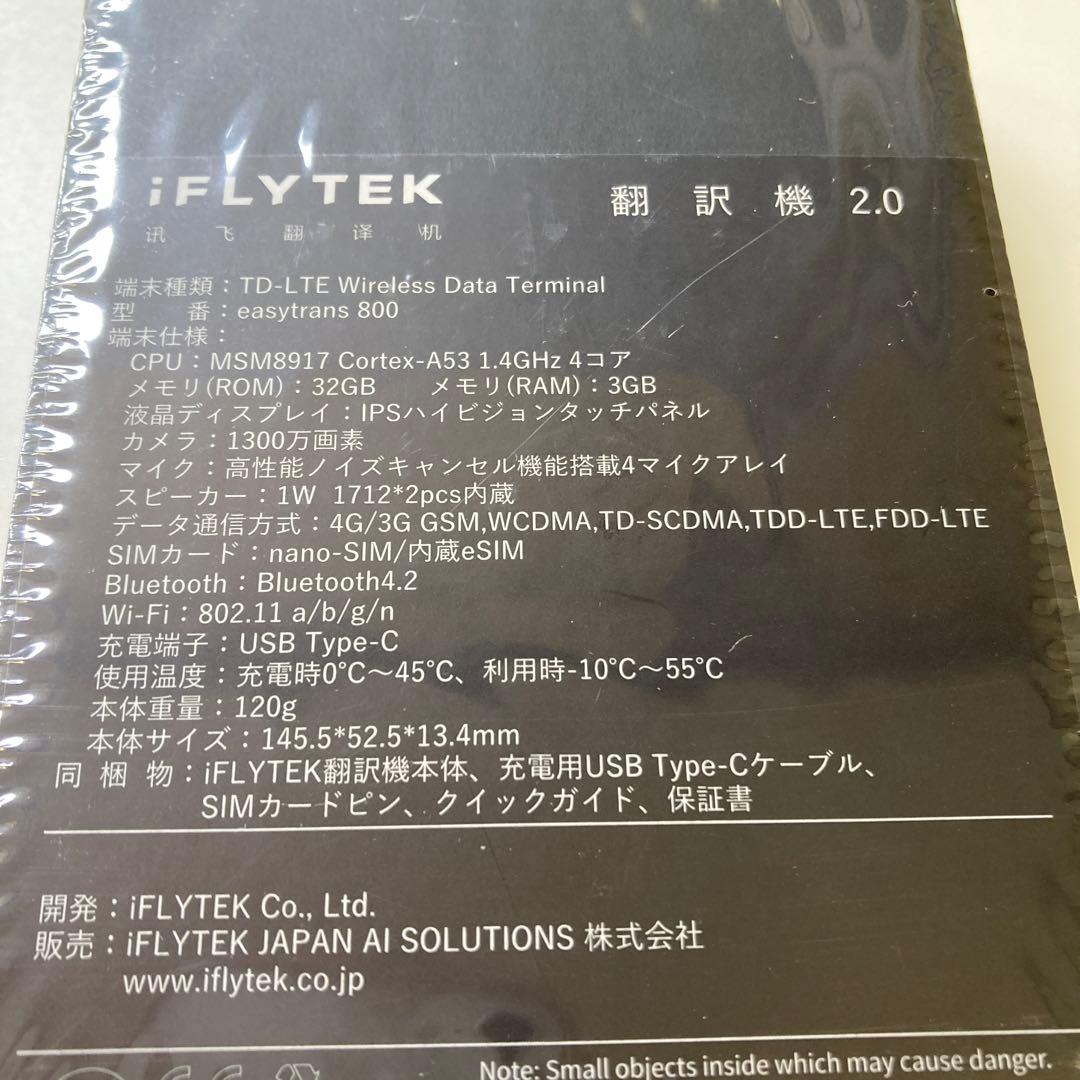 iFLYTEK
讯飞翻译机
翻訳機 2.0
端末種類：TD-LTE Wireless Data Terminal
型番：easytrans 800
端末仕様：
CPU：MSM8917 Cortex-A53 1.4GHz 4コア
メモリ(ROM)：32GB メモリ(RAM)：3GB
液晶ディスプレイ：IPSハイビジョンタッチパネル
カメラ：1300万画素
マイク：高性能ノイズキャンセル機能搭載4マイクアレイ
スピーカー：1W 1712*2pcs内蔵
データ通信方式：4G/3G GSM,WCDMA,TD-SCDMA,TDD-LTE,FDD-LTE
SIMカード：nano-SIM/内蔵eSIM
Bluetooth：Bluetooth4.2
Wi-Fi：802.11 a/b/g/n
充電端子：USB Type-C
使用温度：充電時0℃～45℃、利用時-10℃～55℃
本体重量：120g
本体サイズ：145.5*52.5*13.4mm
同梱物：iFLYTEK翻訳機本体、充電用USB Type-Cケーブル、
SIMカードピン、クイックガイド、保証書
開発：iFLYTEK Co., Ltd.
販売：iFLYTEK JAPAN AI SOLUTIONS 株式会社
www.iflytek.co.jp
Note: Small objects inside which may cause danger.